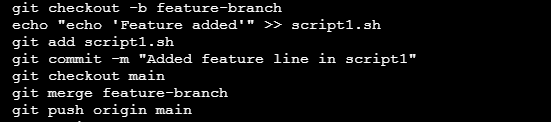 git checkout -b feature-branch
echo "echo 'Feature added'" >> script1.sh
git add script1.sh
git commit -m "Added feature line in script1"
git checkout main
git merge feature-branch
git push origin main